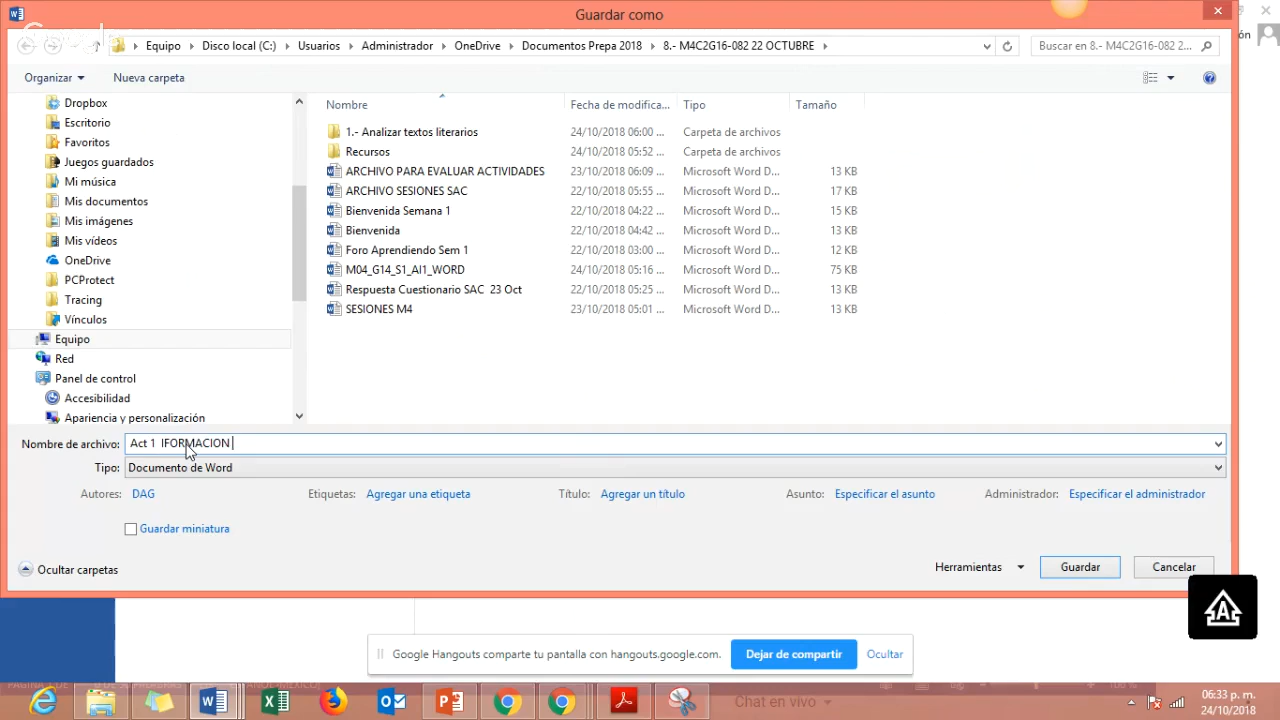 Guardar como
Equipo Disco local (C:) Usuarios Administrador OneDrive Documentos Prepa 2018 8.- M4C2G16-082 22 OCTUBRE
Buscar en 8.- M4C2G16-082 2...
Organizar Nueva carpeta
Dropbox
Escritorio
Favoritos
Juegos guardados
Mi música
Mis documentos
Mis imágenes
Mis vídeos
OneDrive
PCProtect
Tracing
Vínculos
Equipo
Red
Panel de control
Accesibilidad
Apariencia y personalización
Nombre Fecha de modifica... Tipo Tamaño
1.- Analizar textos literarios 24/10/2018 06:00 ... Carpeta de archivos
Recursos 24/10/2018 05:52 ... Carpeta de archivos
ARCHIVO PARA EVALUAR ACTIVIDADES 23/10/2018 06:09 ... Microsoft Word D... 13 KB
ARCHIVO SESIONES SAC 22/10/2018 05:55 ... Microsoft Word D... 17 KB
Bienvenida Semana 1 22/10/2018 04:22 ... Microsoft Word D... 15 KB
Bienvenida 22/10/2018 04:42 ... Microsoft Word D... 13 KB
Foro Aprendiendo Sem 1 22/10/2018 03:00 ... Microsoft Word D... 12 KB
M04_G14_S1_AI1_WORD 24/10/2018 05:16 ... Microsoft Word D... 75 KB
Respuesta Cuestionario SAC 23 Oct 22/10/2018 05:25 ... Microsoft Word D... 13 KB
SESIONES M4 23/10/2018 05:01 ... Microsoft Word D... 13 KB
Nombre de archivo: Act 1 IFORMACION
Tipo: Documento de Word
Autores: DAG Etiquetas: Agregar una etiqueta Título: Agregar un título Asunto: Especificar el asunto Administrador: Especificar el administrador
Guardar miniatura
Ocultar carpetas
Herramientas Guardar Cancelar
A
Google Hangouts comparte tu pantalla con hangouts.google.com. Dejar de compartir Ocultar
Chat en vivo
06:33 p.m.
24/10/2018